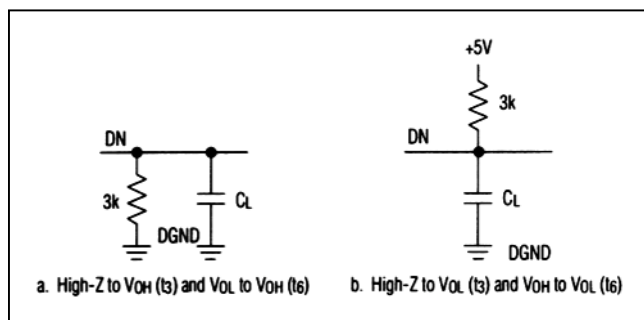 DN
3k
CL
DGND
a. High-Z to VOH (t3) and VOL to VOH (t6)
+5V
3k
DN
CL
DGND
b. High-Z to VOL (t3) and VOH to VOL (t6)